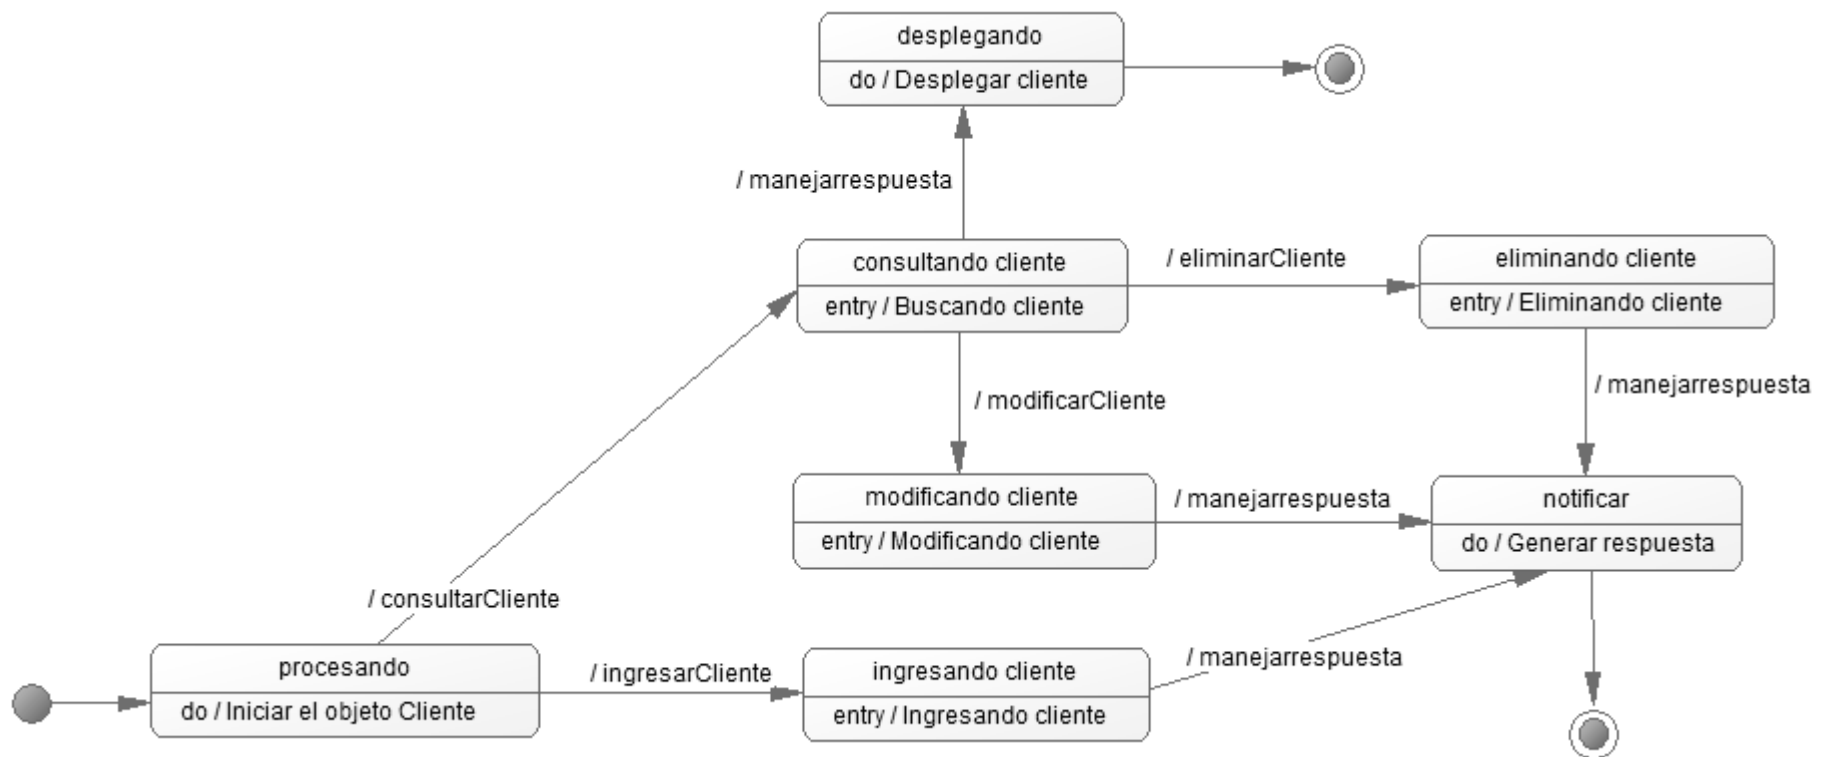 desplegando
do / Desplegar cliente
/ manejarrespuesta
consultando cliente
entry / Buscando cliente
/ eliminarCliente
eliminando cliente
entry / Eliminando cliente
/ manejarrespuesta
/ modificarCliente
modificando cliente
entry / Modificando cliente
/ manejarrespuesta
notificar
do / Generar respuesta
/ consultarCliente
procesando
do / Iniciar el objeto Cliente
/ ingresarCliente
ingresando cliente
entry / Ingresando cliente
/ manejarrespuesta